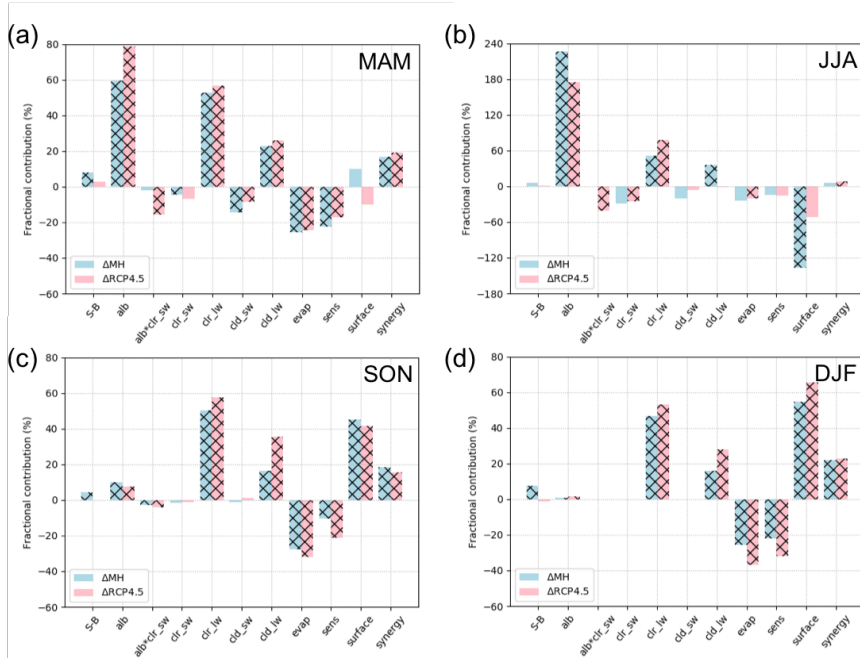 (a)
MAM
Fractional contribution (%)
80
60
40
20
0
−20
−40
−60
ΔMH
ΔRCP4.5
S-B
alb
alb*clr_sw
clr_sw
clr_lw
cld_sw
cld_lw
evap
sens
surface
synergy
(b)
JJA
Fractional contribution (%)
240
180
120
60
0
−60
−120
−180
ΔMH
ΔRCP4.5
S-B
alb
alb*clr_sw
clr_sw
clr_lw
cld_sw
cld_lw
evap
sens
surface
synergy
(c)
SON
Fractional contribution (%)
80
60
40
20
0
−20
−40
−60
ΔMH
ΔRCP4.5
S-B
alb
alb*clr_sw
clr_sw
clr_lw
cld_sw
cld_lw
evap
sens
surface
synergy
(d)
DJF
Fractional contribution (%)
80
60
40
20
0
−20
−40
−60
ΔMH
ΔRCP4.5
S-B
alb
alb*clr_sw
clr_sw
clr_lw
cld_sw
cld_lw
evap
sens
surface
synergy